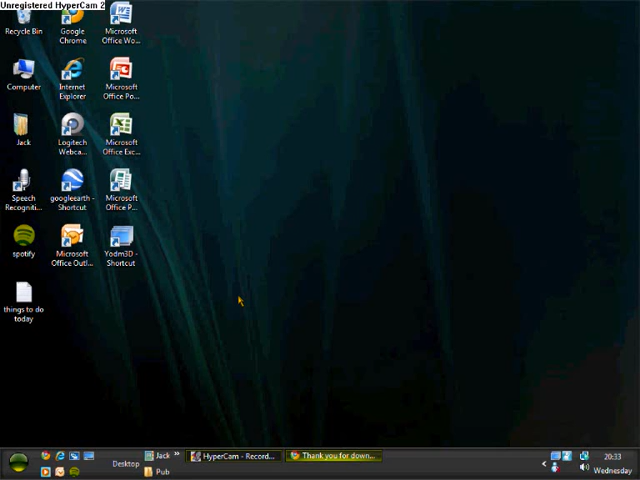 Unregistered HyperCam 2
Recycle Bin
Google
Chrome
Microsoft
Office Wo...
Computer
Internet
Explorer
Microsoft
Office Po...
Jack
Logitech
Webca...
Microsoft
Office Exc...
Speech
Recogniti...
googleearth -
Shortcut
Microsoft
Office P...
spotify
Microsoft
Office Outl...
Yodm3D -
Shortcut
things to do
today
Desktop
Jack
Pub
HyperCam - Record...
Thank you for down...
20:33
Wednesday